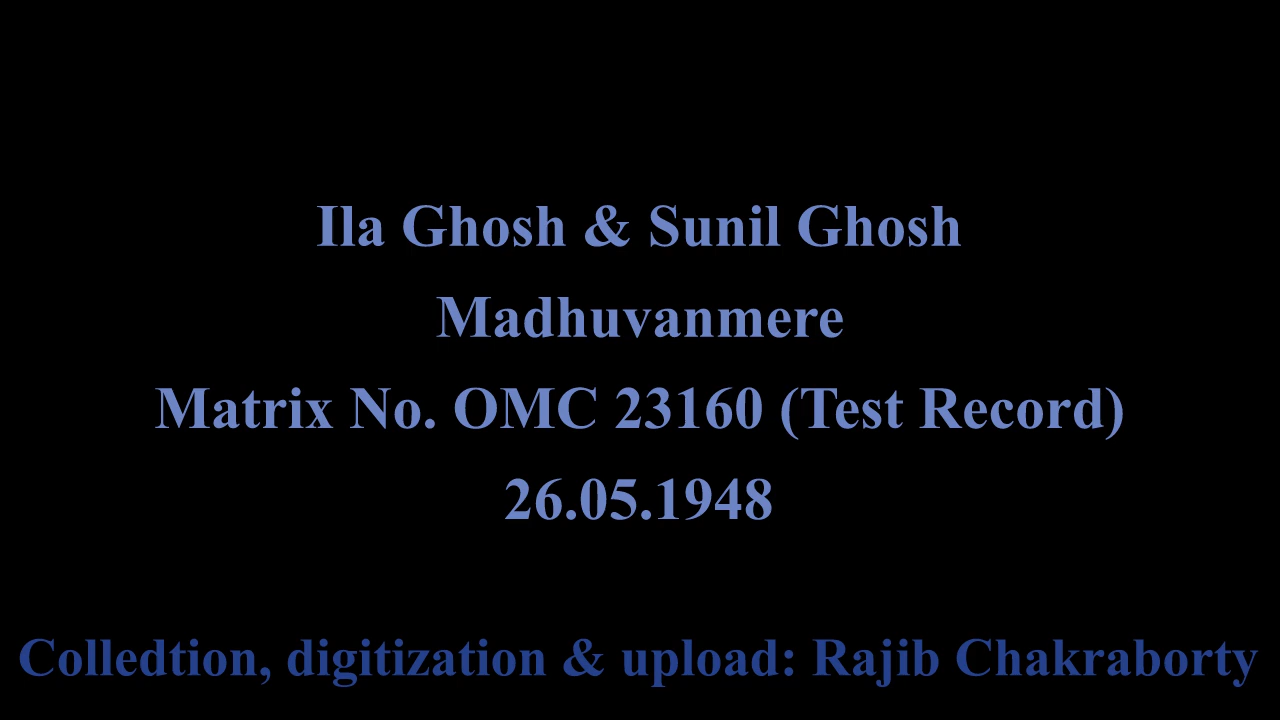 Ila Ghosh & Sunil Ghosh
Madhuvanmere
Matrix No. OMC 23160 (Test Record)
26.05.1948
Colledtion, digitization & upload: Rajib Chakraborty